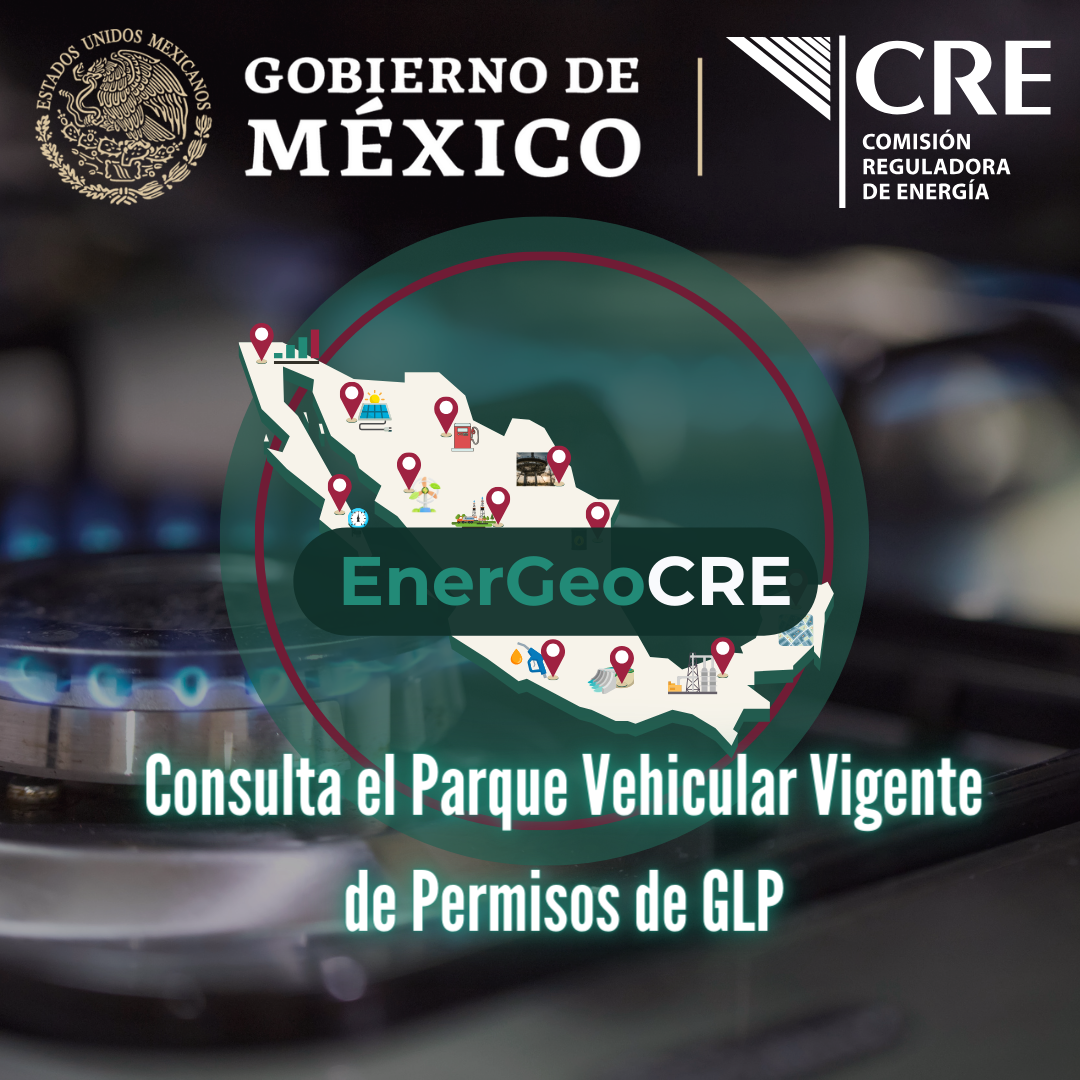 ESTADOS UNIDOS MEXICANOS
GOBIERNO DE
MÉXICO
CRE
COMISIÓN
REGULADORA
DE ENERGÍA
EnerGeoCRE
Consulta el Parque Vehicular Vigente
de Permisos de GLP